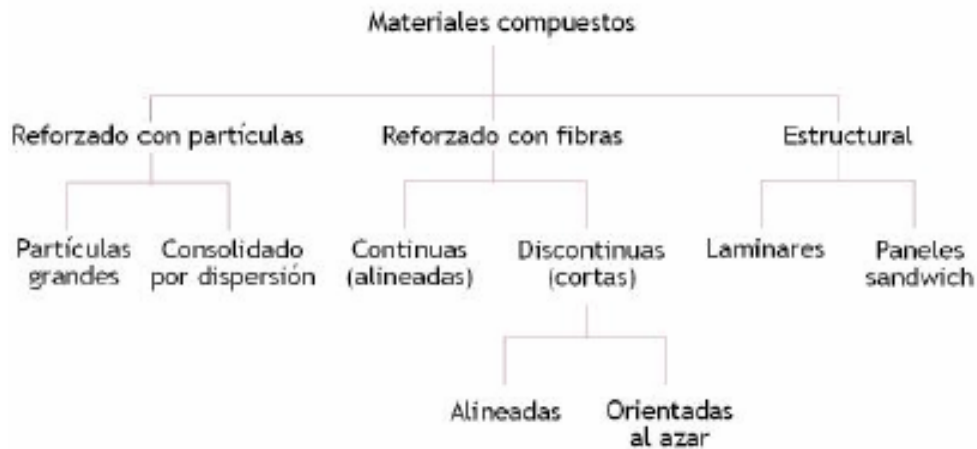 Materiales compuestos
Reforzado con partículas
Reforzado con fibras
Estructural
Partículas
grandes
Consolidado
por dispersión
Continuas
(alineadas)
Discontinuas
(cortas)
Laminares
Paneles
sandwich
Alineadas
Orientadas
al azar